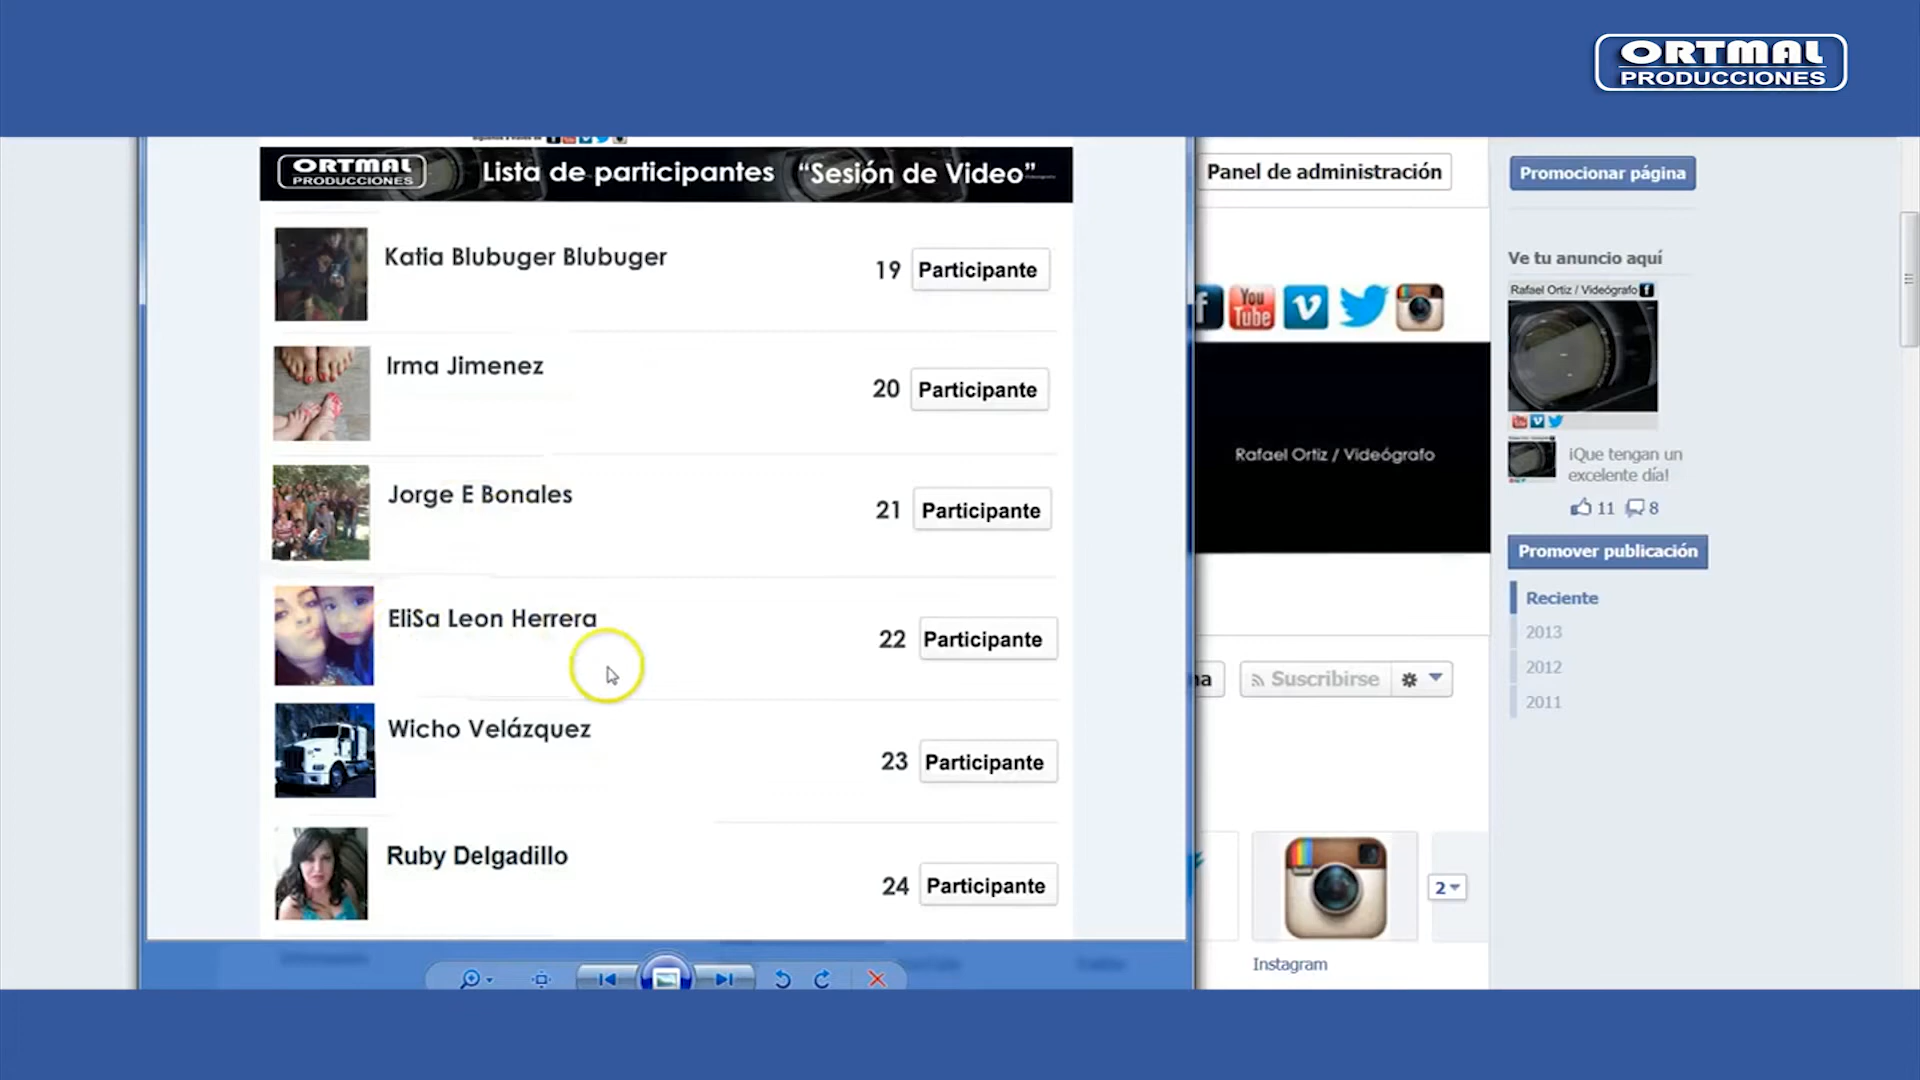 ORTMAL
PRODUCCIONES
ORTMAL
PRODUCCIONES
Lista de participantes "Sesión de Video"
Katia Blubuger Blubuger
19 Participante
Irma Jimenez
20 Participante
Jorge E Bonales
21 Participante
EliSa Leon Herrera
22 Participante
Wicho Velázquez
23 Participante
Ruby Delgadillo
24 Participante
Panel de administración
You
Tube
Rafael Ortiz / Videógrafo
Suscribirse
2
Instagram
Promocionar página
Ve tu anuncio aquí
Rafael Ortiz / Videógrafo
¡Que tengan un
excelente día!
11 8
Promover publicación
Reciente
2013
2012
2011